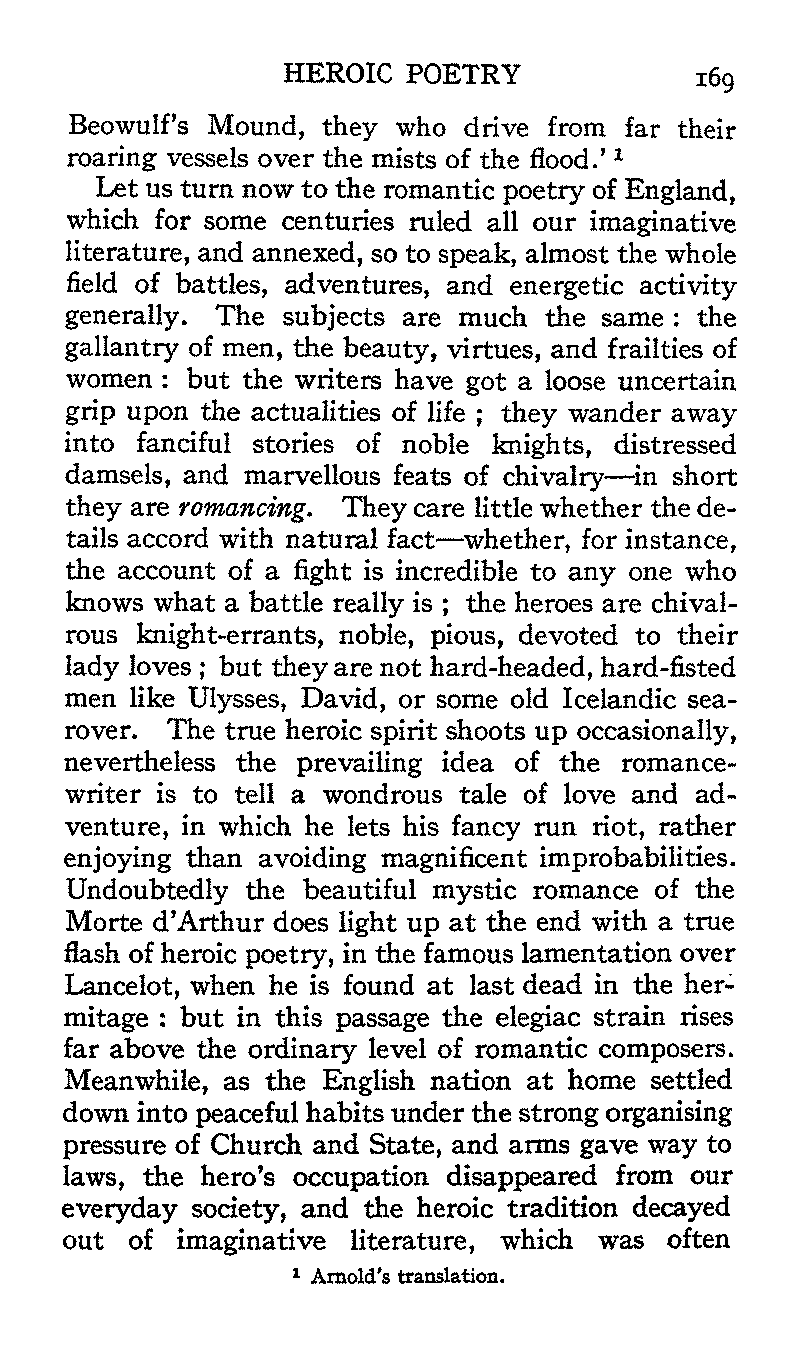 HEROIC POETRY 169
Beowulf's Mound, they who drive from far their
roaring vessels over the mists of the flood.' ¹
Let us turn now to the romantic poetry of England,
which for some centuries ruled all our imaginative
literature, and annexed, so to speak, almost the whole
field of battles, adventures, and energetic activity
generally. The subjects are much the same : the
gallantry of men, the beauty, virtues, and frailties of
women : but the writers have got a loose uncertain
grip upon the actualities of life ; they wander away
into fanciful stories of noble knights, distressed
damsels, and marvellous feats of chivalry—in short
they are romancing. They care little whether the de-
tails accord with natural fact—whether, for instance,
the account of a fight is incredible to any one who
knows what a battle really is ; the heroes are chival-
rous knight-errants, noble, pious, devoted to their
lady loves ; but they are not hard-headed, hard-fisted
men like Ulysses, David, or some old Icelandic sea-
rover. The true heroic spirit shoots up occasionally,
nevertheless the prevailing idea of the romance-
writer is to tell a wondrous tale of love and ad-
venture, in which he lets his fancy run riot, rather
enjoying than avoiding magnificent improbabilities.
Undoubtedly the beautiful mystic romance of the
Morte d'Arthur does light up at the end with a true
flash of heroic poetry, in the famous lamentation over
Lancelot, when he is found at last dead in the her-
mitage : but in this passage the elegiac strain rises
far above the ordinary level of romantic composers.
Meanwhile, as the English nation at home settled
down into peaceful habits under the strong organising
pressure of Church and State, and arms gave way to
laws, the hero's occupation disappeared from our
everyday society, and the heroic tradition decayed
out of imaginative literature, which was often
¹ Arnold's translation.